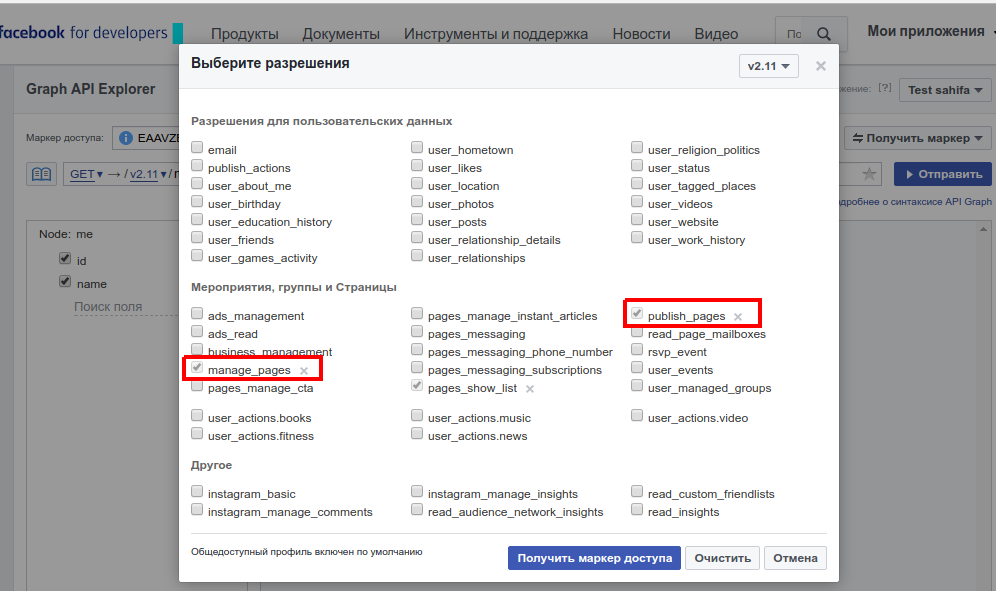 facebook for developers Продукты Документы Инструменты и поддержка Новости Видео По Мои приложения
Graph API Explorer [?] Test sahifa
Маркер доступа: EAAVZ Получить маркер
GET → / v2.11 / Отправить
API Graph
Node: me
id
name
Поиск поля
Выберите разрешения v2.11 ×
Разрешения для пользовательских данных
email user_hometown user_religion_politics
publish_actions user_likes user_status
user_about_me user_location user_tagged_places
user_birthday user_photos user_videos
user_education_history user_posts user_website
user_friends user_relationship_details user_work_history
user_games_activity user_relationships
Мероприятия, группы и Страницы
ads_management pages_manage_instant_articles publish_pages ×
ads_read pages_messaging read_page_mailboxes
business_management pages_messaging_phone_number rsvp_event
manage_pages × pages_messaging_subscriptions user_events
pages_manage_cta pages_show_list × user_managed_groups
user_actions.books user_actions.music user_actions.video
user_actions.fitness user_actions.news
Другое
instagram_basic instagram_manage_insights read_custom_friendlists
instagram_manage_comments read_audience_network_insights read_insights
Общедоступный профиль включен по умолчанию Получить маркер доступа Очистить Отмена